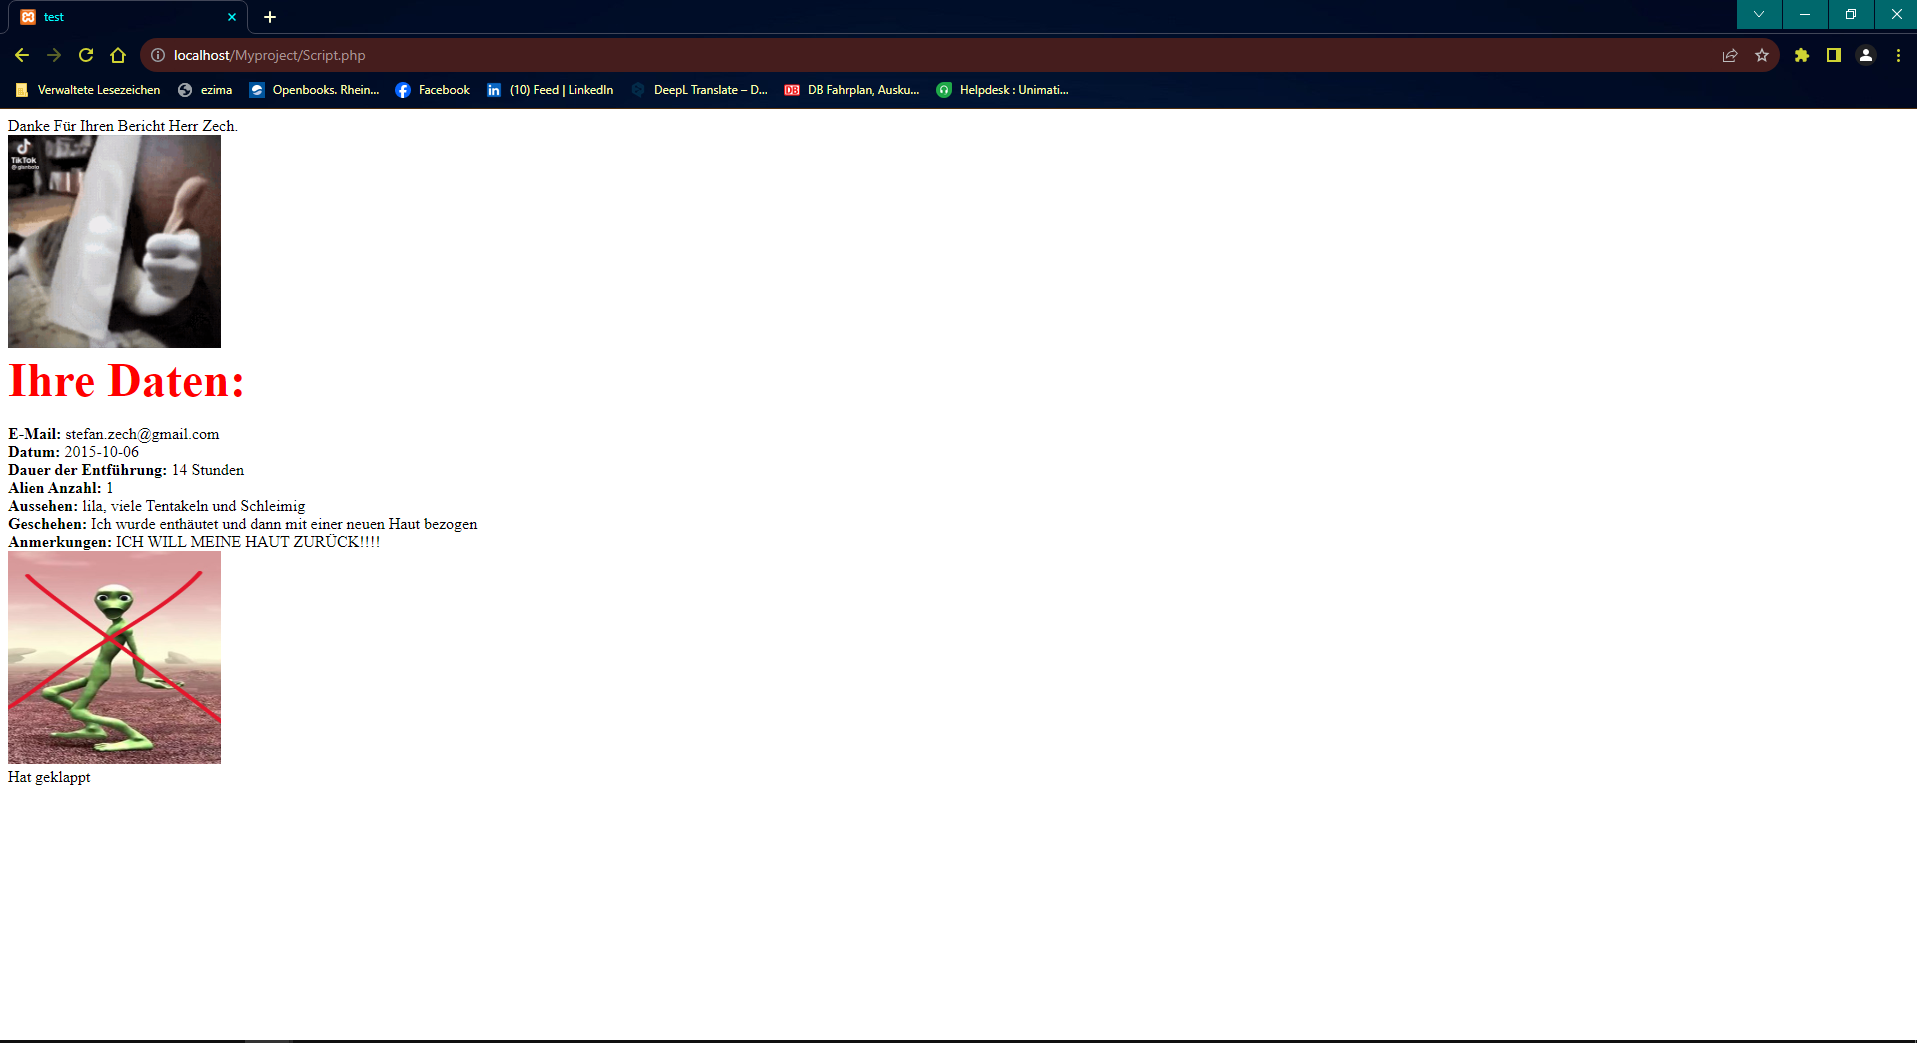 test
localhost/Myproject/Script.php
Verwaltete Lesezeichen ezima Openbooks. Rhein... Facebook (10) Feed | LinkedIn DeepL Translate – D... DB Fahrplan, Ausku... Helpdesk : Unimati...
Danke Für Ihren Bericht Herr Zech.
TikTok
Ihre Daten:
E-Mail: stefan.zech@gmail.com
Datum: 2015-10-06
Dauer der Entführung: 14 Stunden
Alien Anzahl: 1
Aussehen: lila, viele Tentakeln und Schleimig
Geschehen: Ich wurde enthäutet und dann mit einer neuen Haut bezogen
Anmerkungen: ICH WILL MEINE HAUT ZURÜCK!!!!
Hat geklappt